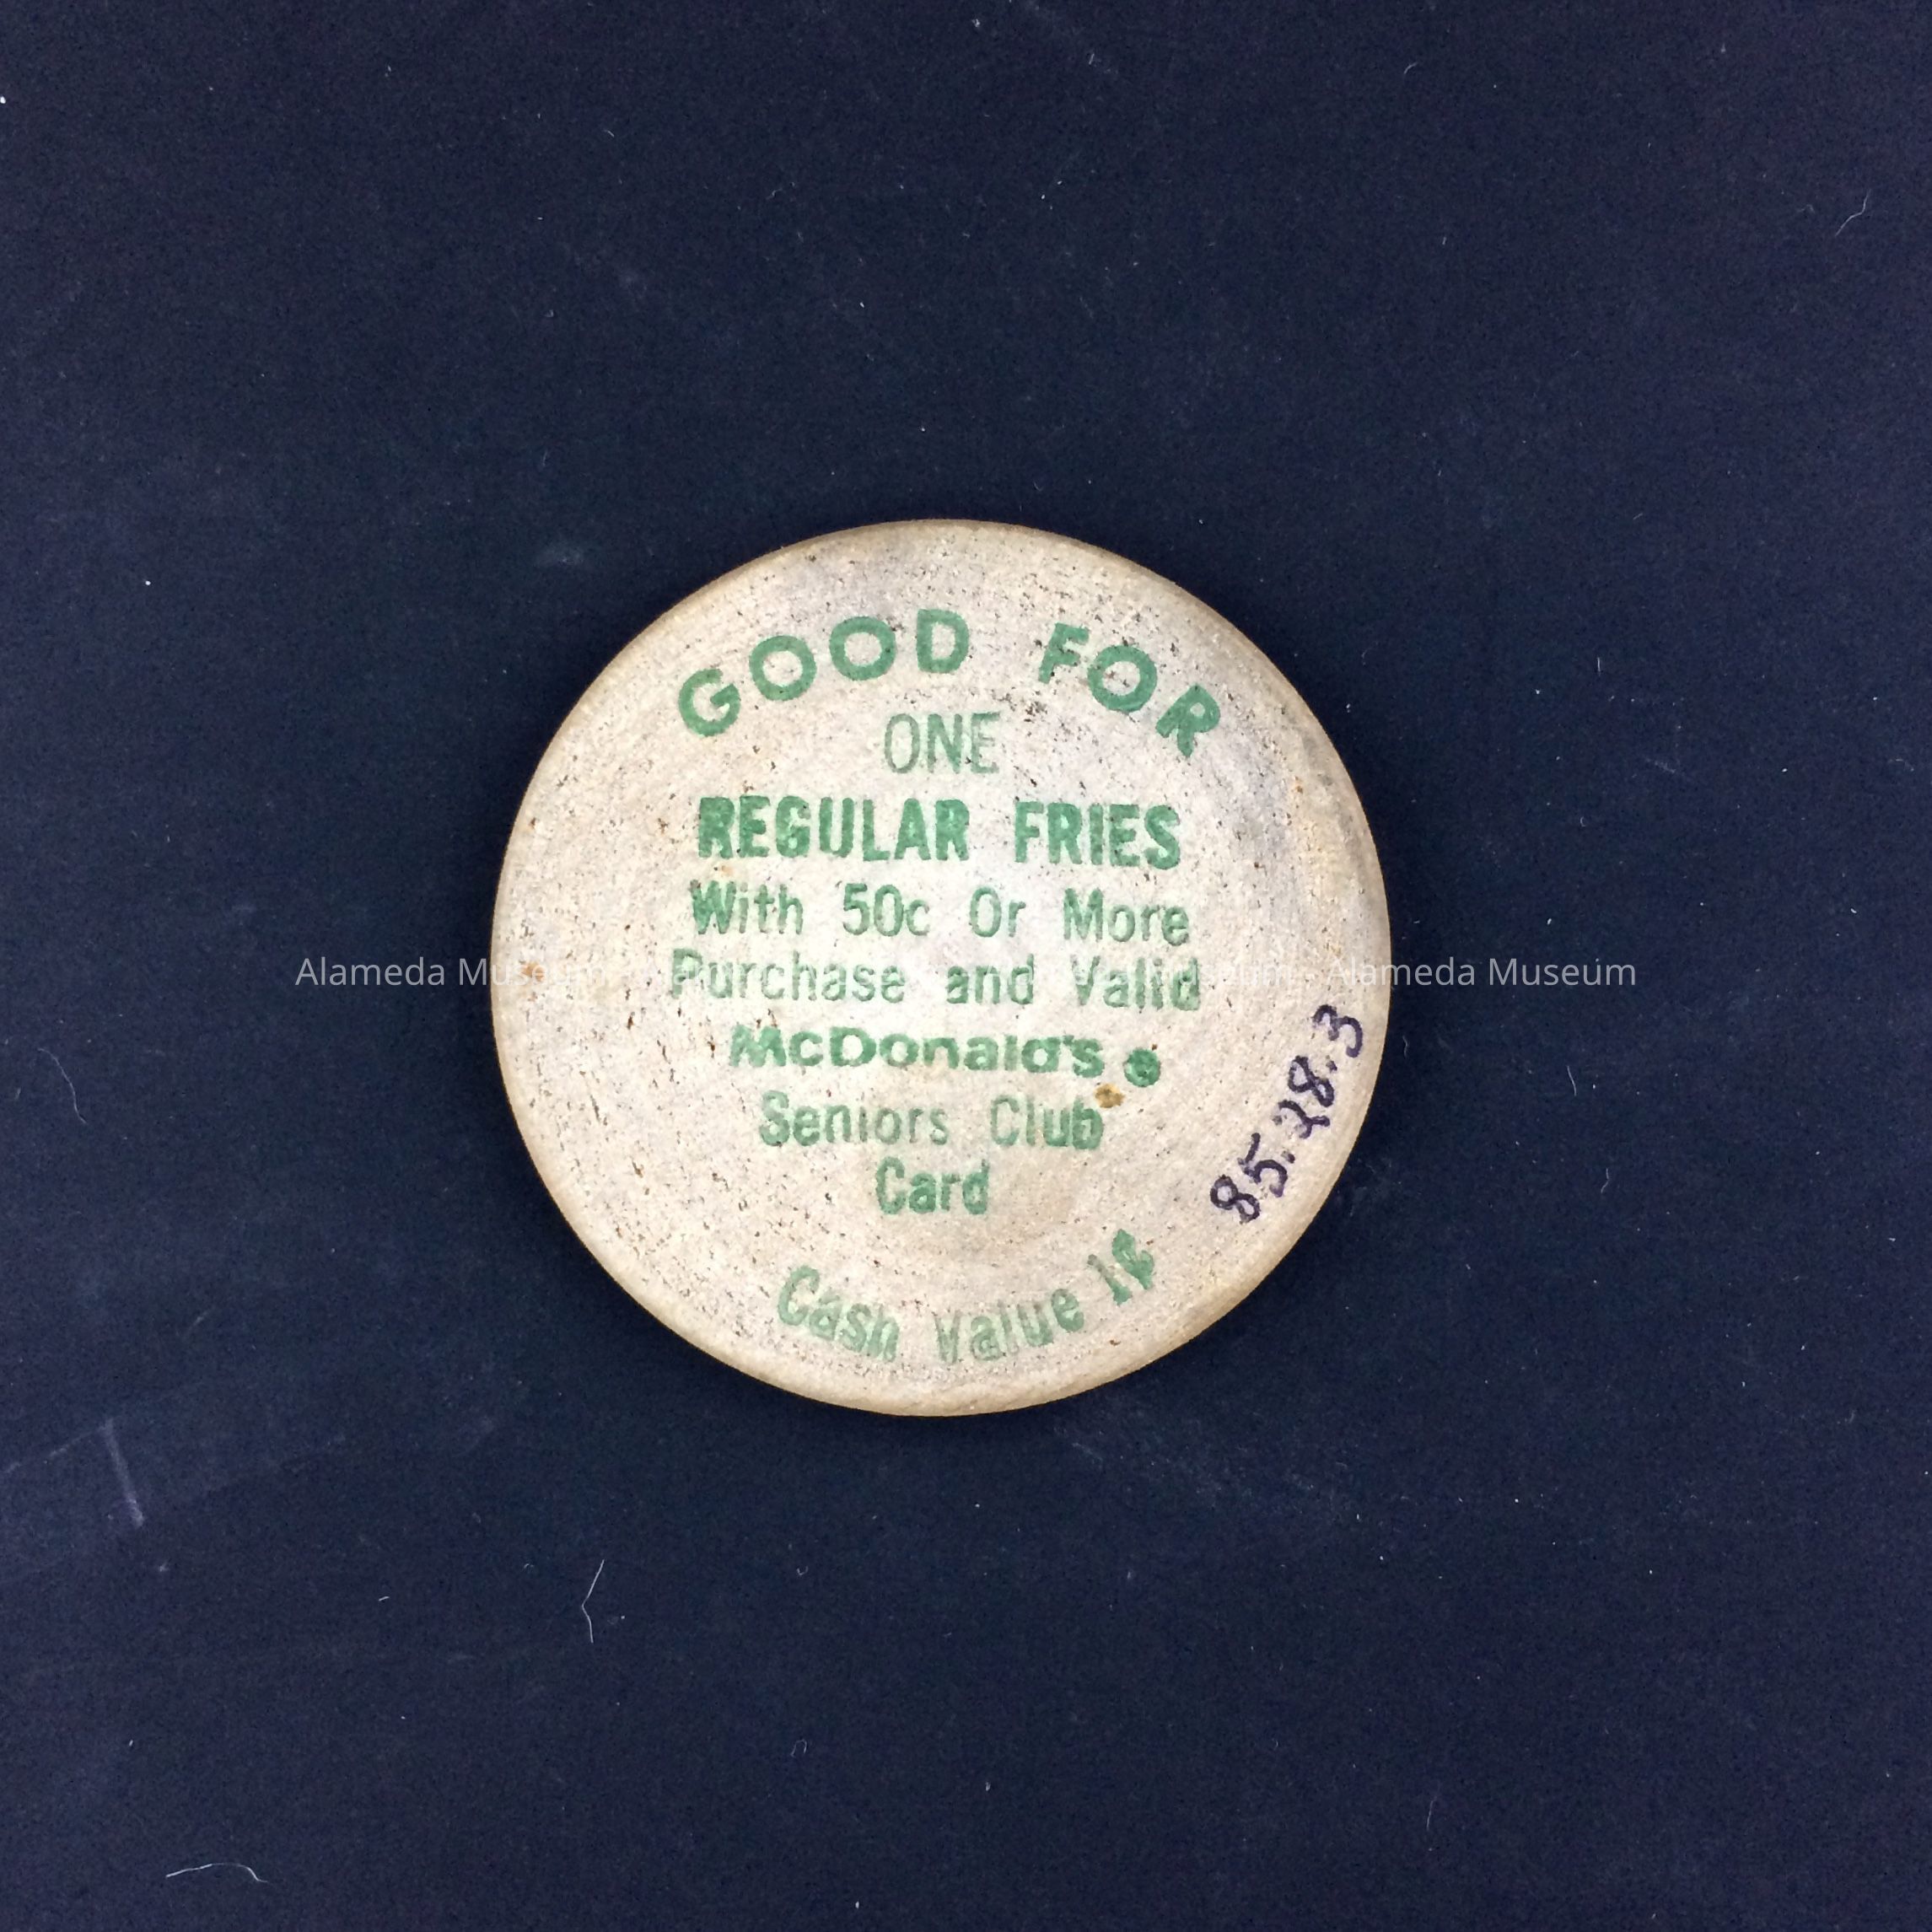 GOOD FOR
ONE
REGULAR FRIES
With 50c Or More
Purchase and Valid
McDonald's ®
Seniors Club
Card
Cash Value 1¢
85.28.3
Alameda Museum Alameda Museum